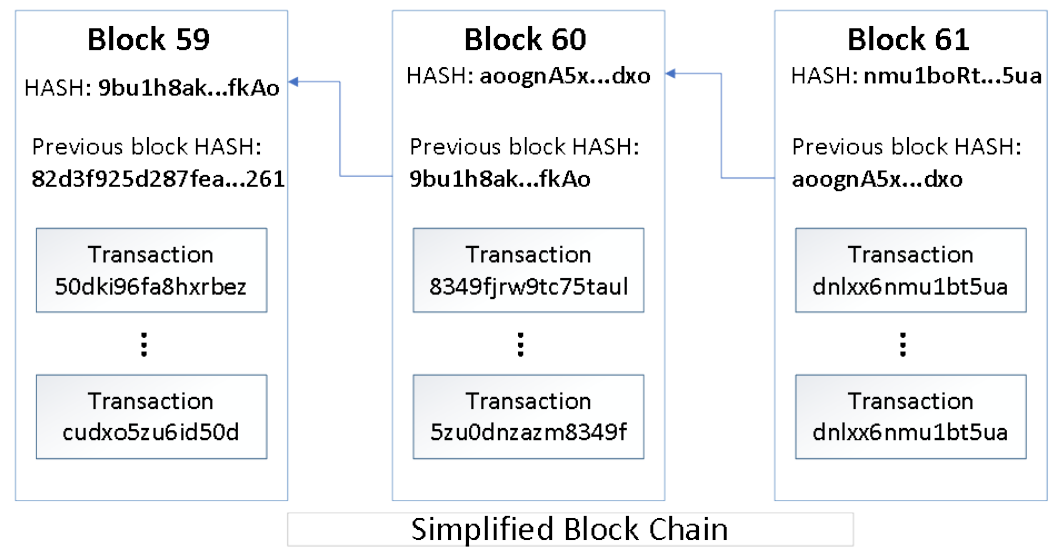 Block 59
HASH: 9bu1h8ak...fkAo
Previous block HASH:
82d3f925d287fea...261
Transaction
50dki96fa8hxrbez
Transaction
cudxo5zu6id50d
Block 60
HASH: aoognA5x...dxo
Previous block HASH:
9bu1h8ak...fkAo
Transaction
8349fjrw9tc75taul
Transaction
5zu0dnzazm8349f
Block 61
HASH: nmu1boRt...5ua
Previous block HASH:
aoognA5x...dxo
Transaction
dnlxx6nmu1bt5ua
Transaction
dnlxx6nmu1bt5ua
Simplified Block Chain